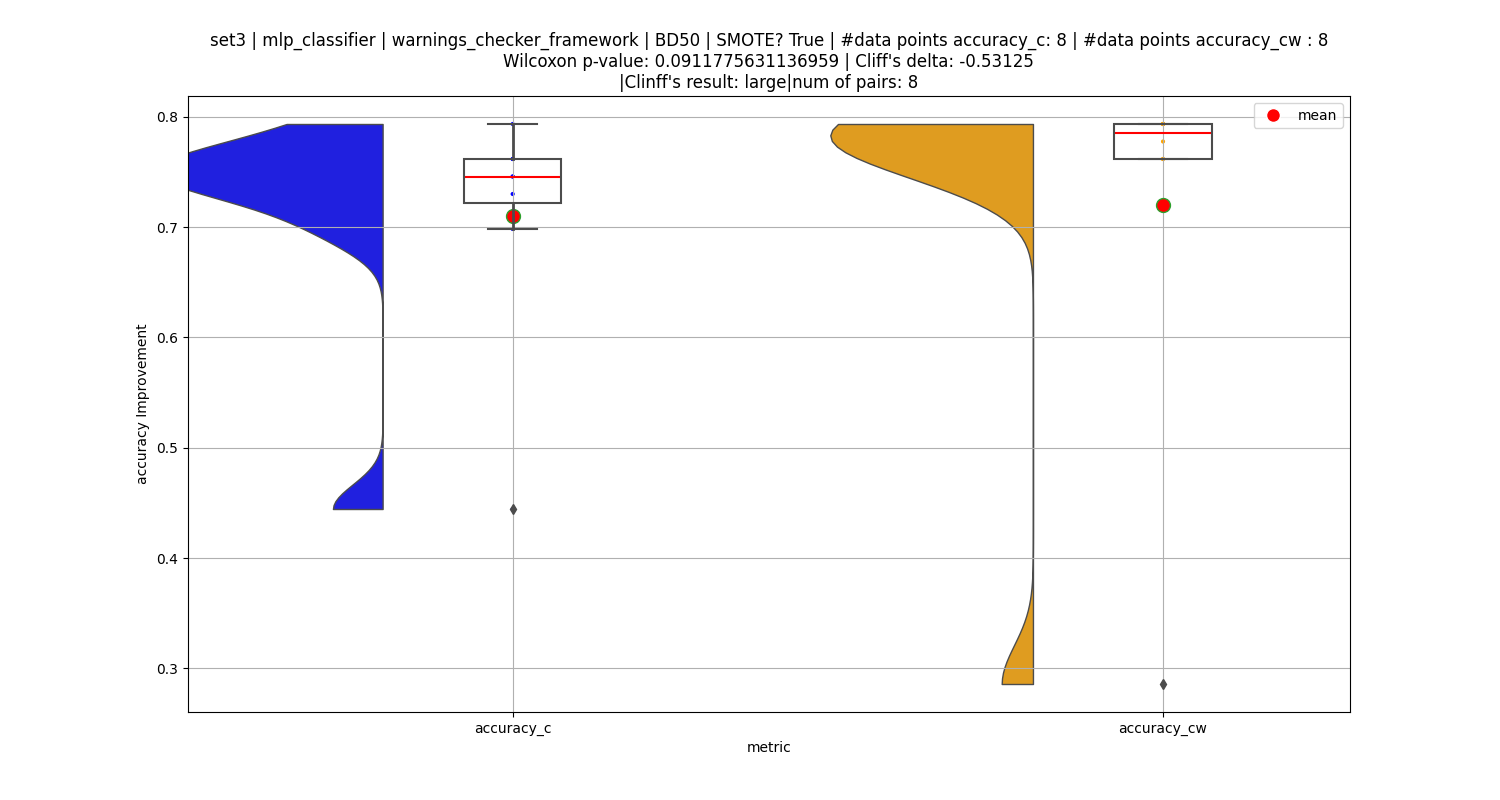 set3 | mlp_classifier | warnings_checker_framework | BD50 | SMOTE? True | #data points accuracy_c: 8 | #data points accuracy_cw : 8
Wilcoxon p-value: 0.0911775631136959 | Cliff's delta: -0.53125
|Clinff's result: large|num of pairs: 8
mean
0.8
0.7
0.6
0.5
0.4
0.3
accuracy Improvement
accuracy_c
accuracy_cw
metric